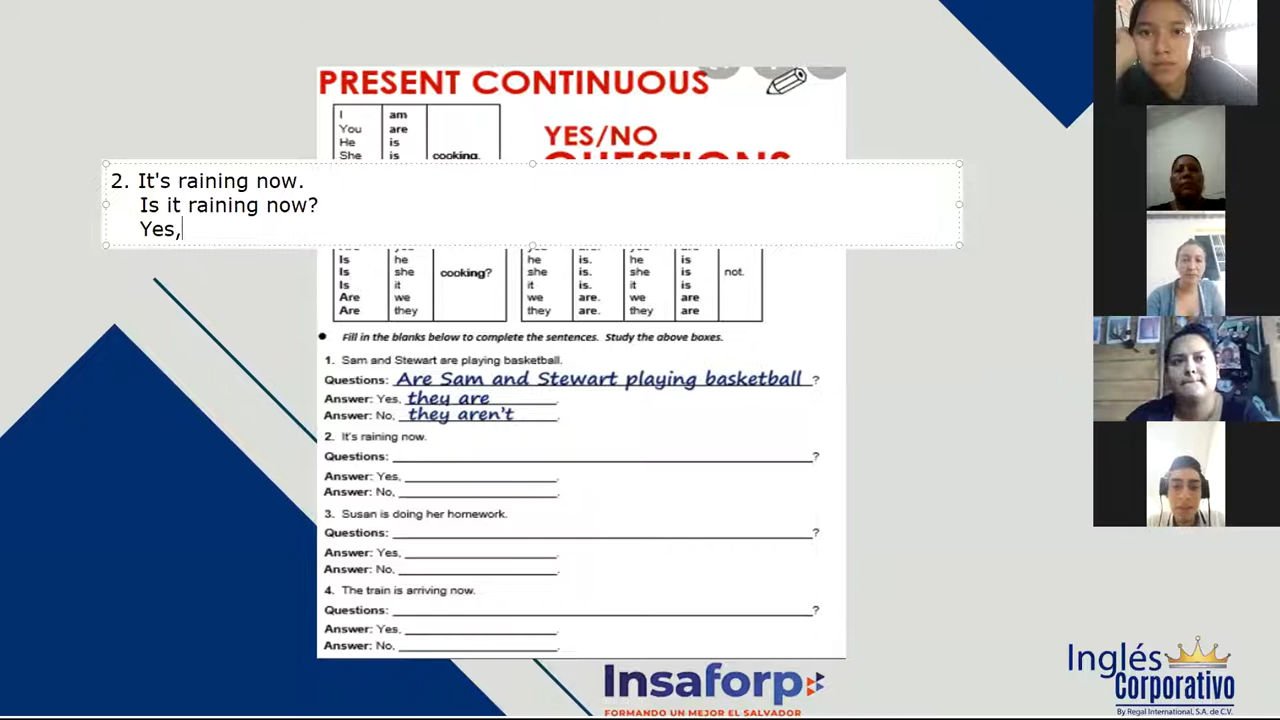 PRESENT CONTINUOUS
I am
You are
He is
She is cooking.
YES/NO
QUESTIONS
2. It's raining now.
Is it raining now?
Yes,
Is he he is. he is
Is she cooking? she is. she is not.
Is it it is. it is
Are we we are. we are
Are they they are. they are
Fill in the blanks below to complete the sentences. Study the above boxes.
1. Sam and Stewart are playing basketball.
Questions: Are Sam and Stewart playing basketball ?
Answer: Yes, they are.
Answer: No, they aren't.
2. It's raining now.
Questions: ?
Answer: Yes, .
Answer: No, .
3. Susan is doing her homework.
Questions: ?
Answer: Yes, .
Answer: No, .
4. The train is arriving now.
Questions: ?
Answer: Yes, .
Answer: No, .
Insaforp
FORMANDO UN MEJOR EL SALVADOR
Inglés
Corporativo
By Regal International, S.A. de C.V.